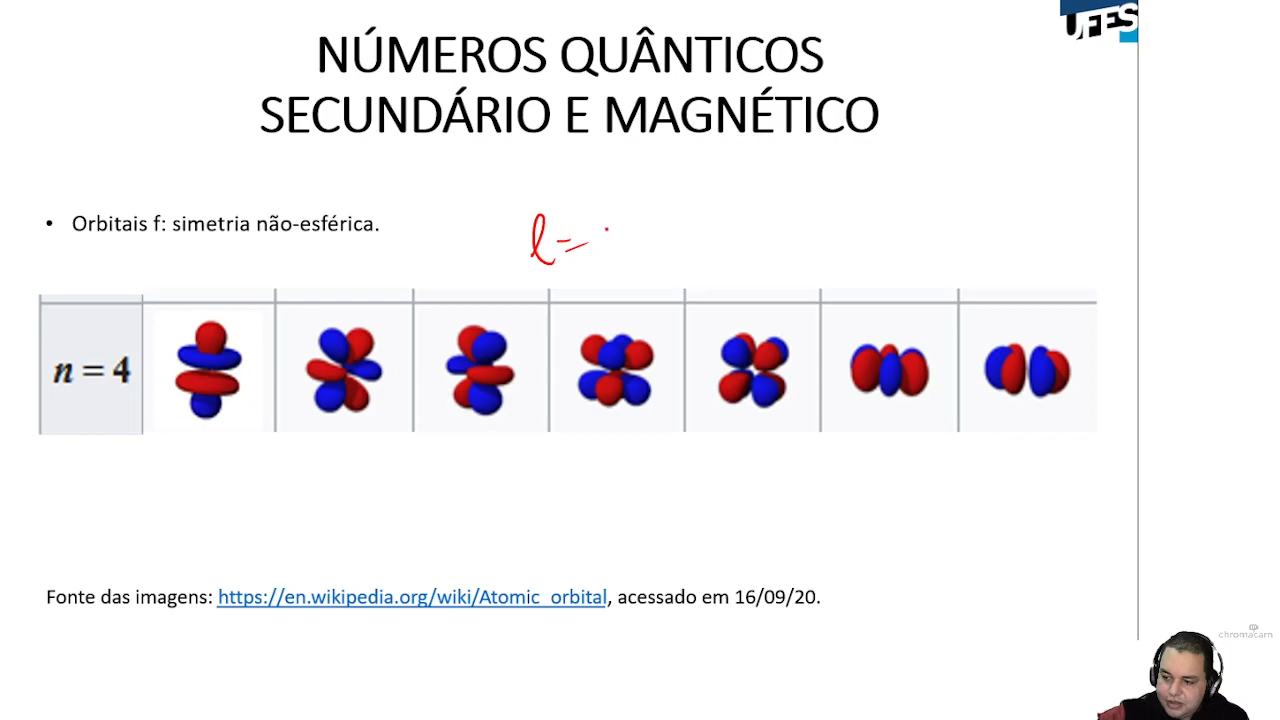 UFES
NÚMEROS QUÂNTICOS
SECUNDÁRIO E MAGNÉTICO
• Orbitais f: simetria não-esférica.
l =
n = 4
Fonte das imagens: https://en.wikipedia.org/wiki/Atomic_orbital, acessado em 16/09/20.
chromacam